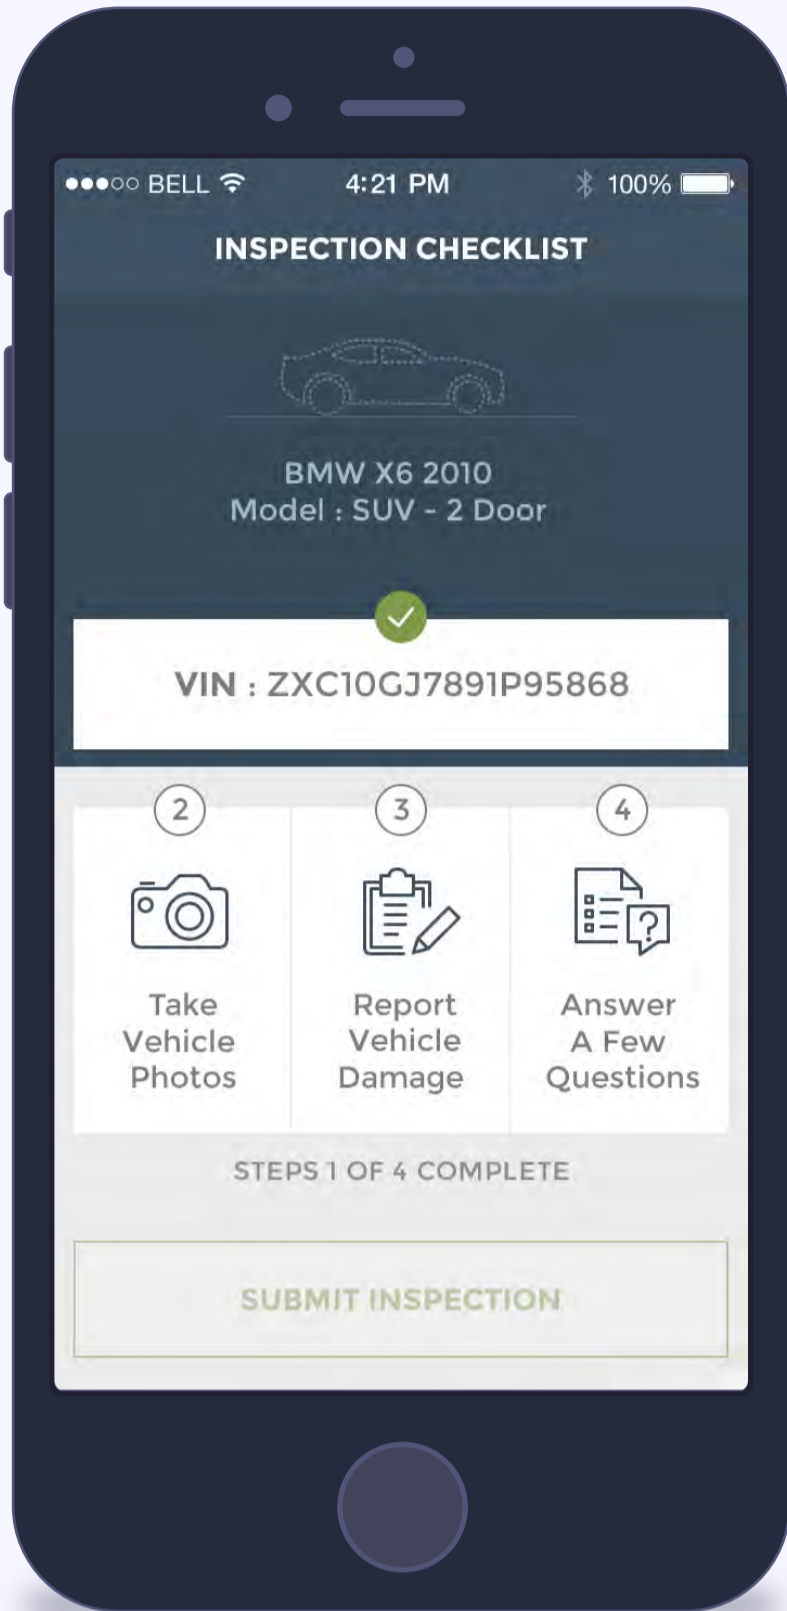 BELL 4:21 PM 100%
INSPECTION CHECKLIST
BMW X6 2010
Model : SUV - 2 Door
VIN : ZXC10GJ7891P95868
2 3 4
Take
Vehicle
Photos
Report
Vehicle
Damage
?
Answer
A Few
Questions
STEPS 1 OF 4 COMPLETE
SUBMIT INSPECTION